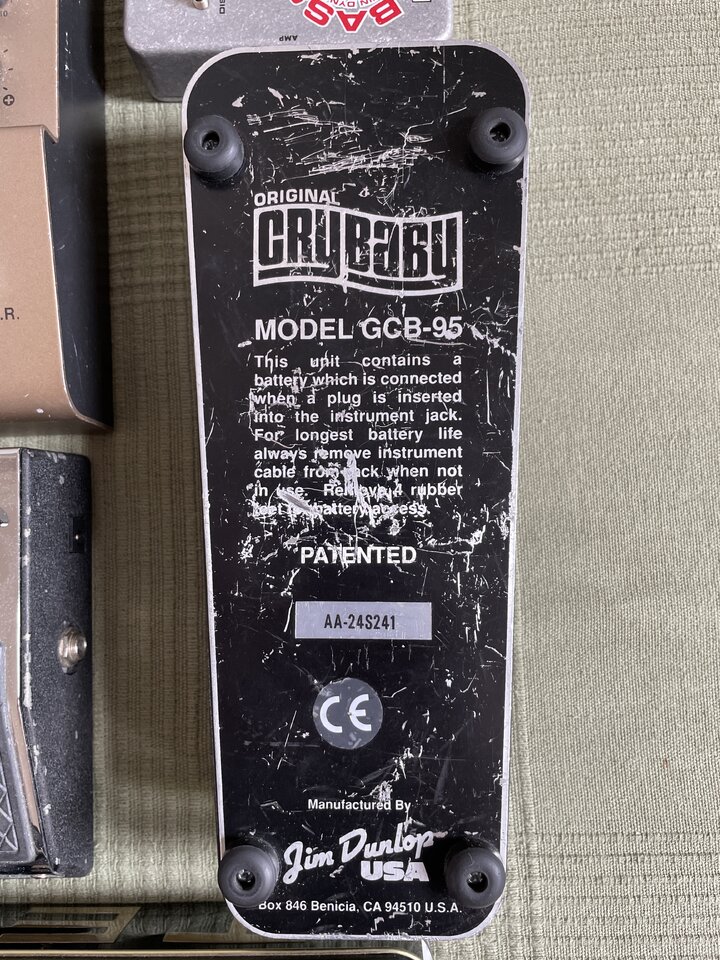 BASS
AMP
R.
ORIGINAL
CRYBABY
MODEL GCB-95
This unit contains a
battery which is connected
when a plug is inserted
into the instrument jack.
For longest battery life
always remove instrument
cable from jack when not
in use. Remove 4 rubber
feet for battery access.
PATENTED
AA-24S241
CE
Manufactured By
Jim Dunlop
USA
Box 846 Benicia, CA 94510 U.S.A.